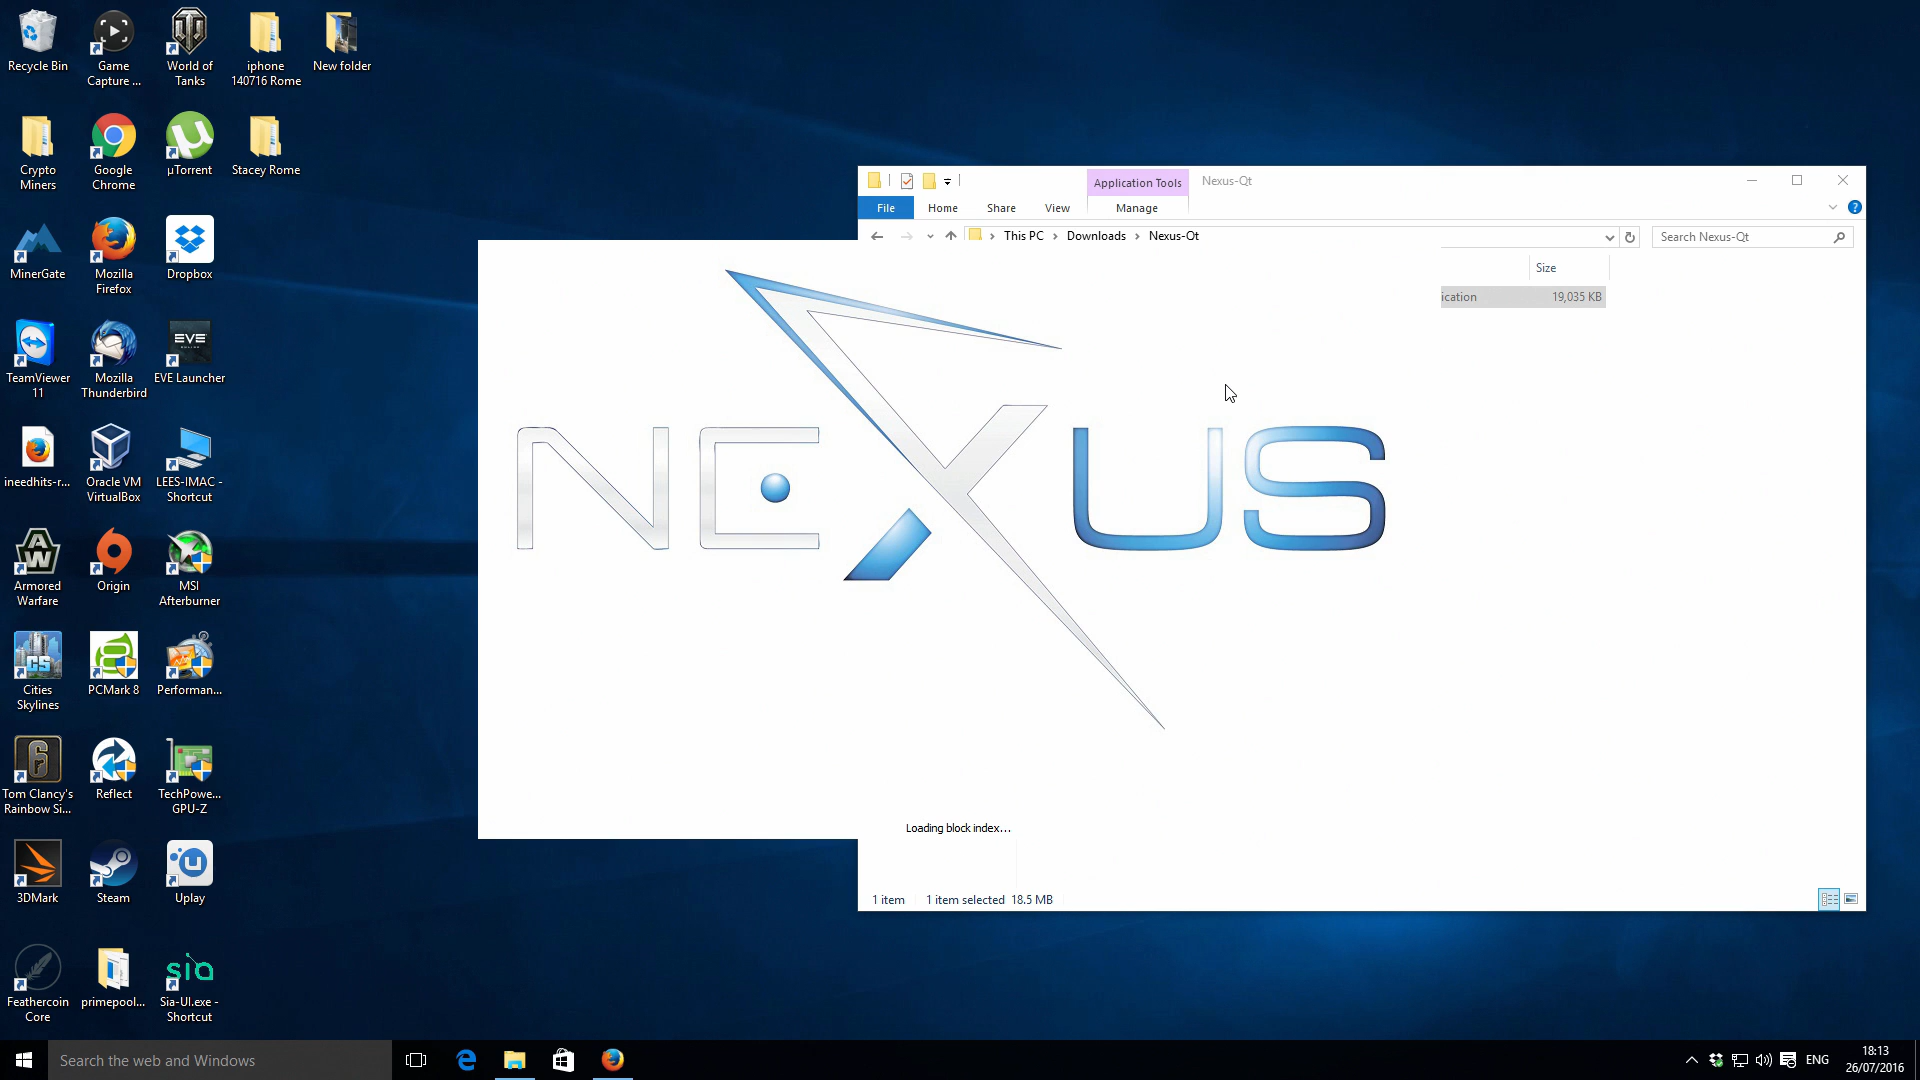 Recycle Bin
Game
Capture ...
World of
Tanks
iphone
140716 Rome
New folder
Crypto
Miners
Google
Chrome
µTorrent
Stacey Rome
MinerGate
Mozilla
Firefox
Dropbox
TeamViewer
11
Mozilla
Thunderbird
EVE
EVE Launcher
ineedhits-r...
Oracle VM
VirtualBox
LEES-IMAC -
Shortcut
AW
Armored
Warfare
Origin
MSI
Afterburner
CS
Cities
Skylines
PCMark 8
Performan...
6
Tom Clancy's
Rainbow Si...
Reflect
TechPowe...
GPU-Z
3DMark
Steam
Uplay
Feathercoin
Core
primepool...
sia
Sia-UI.exe -
Shortcut
Application Tools
Nexus-Qt
File
Home
Share
View
Manage
This PC > Downloads > Nexus-Qt
Search Nexus-Qt
Size
ication
19,035 KB
NEXUS
Loading block index...
1 item
1 item selected 18.5 MB
Search the web and Windows
ENG
18:13
26/07/2016